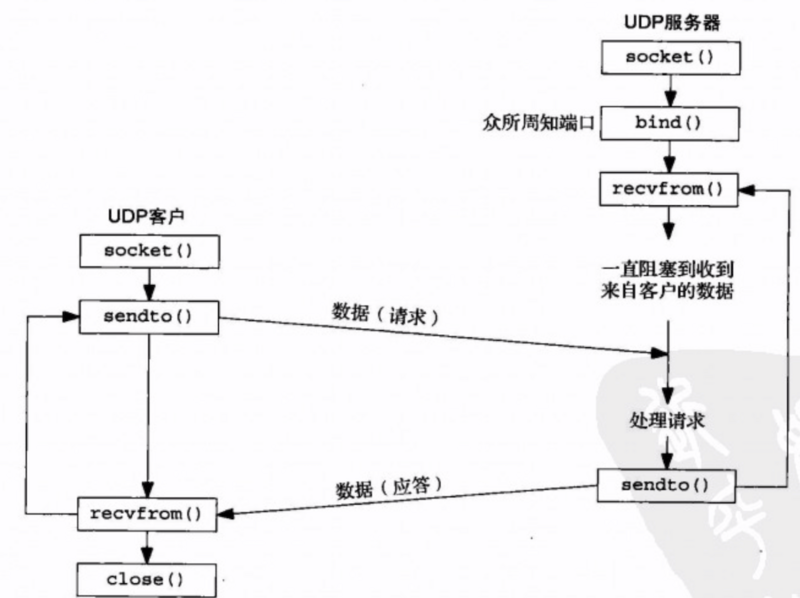 UDP服务器
socket()
众所周知端口
bind()
recvfrom()
UDP客户
socket()
一直阻塞到收到
来自客户的数据
sendto()
数据（请求）
处理请求
数据（应答）
sendto()
recvfrom()
close()